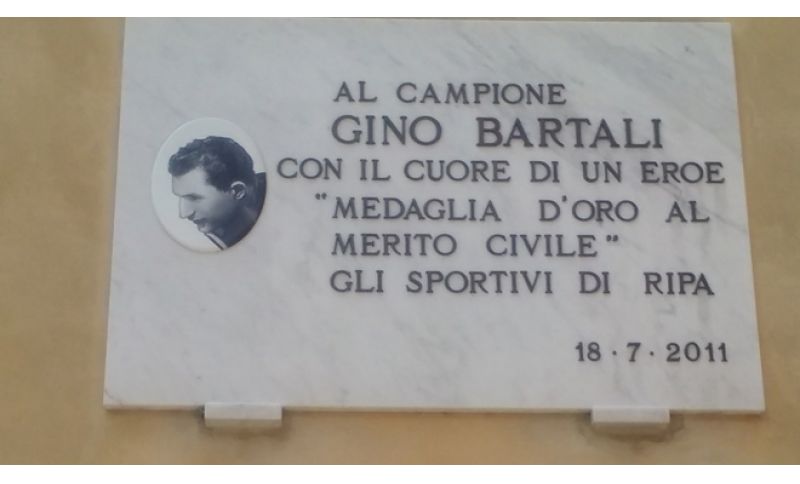 AL CAMPIONE
GINO BARTALI
CON IL CUORE DI UN EROE
"MEDAGLIA D'ORO AL
MERITO CIVILE"
GLI SPORTIVI DI RIPA
18·7·2011